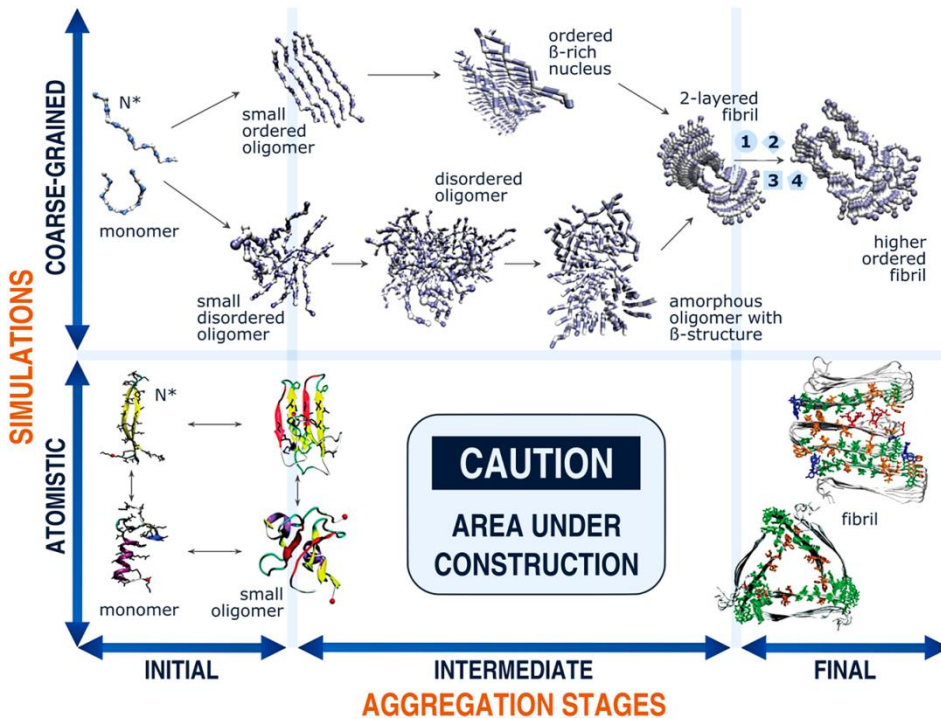 SIMULATIONS
COARSE-GRAINED
N*
monomer
small
ordered
oligomer
ordered
ß-rich
nucleus
2-layered
fibril
1 2
3 4
higher
ordered
fibril
small
disordered
oligomer
disordered
oligomer
amorphous
oligomer with
ß-structure
ATOMISTIC
N*
monomer
small
oligomer
CAUTION
AREA UNDER
CONSTRUCTION
fibril
INITIAL
INTERMEDIATE
FINAL
AGGREGATION STAGES